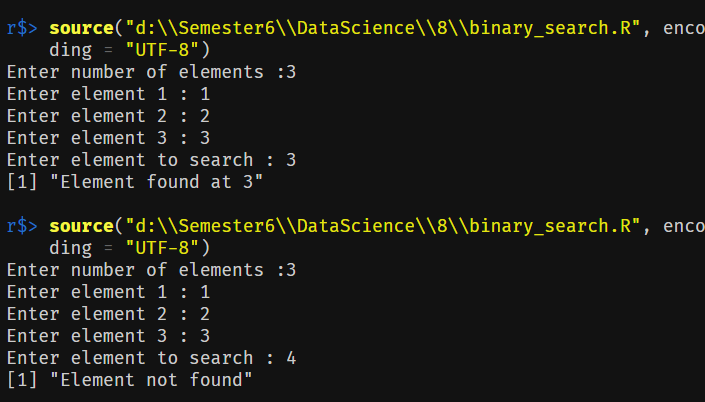 r$> source("d:\\Semester6\\DataScience\\8\\binary_search.R", enco
ding = "UTF-8")
Enter number of elements :3
Enter element 1 : 1
Enter element 2 : 2
Enter element 3 : 3
Enter element to search : 3
[1] "Element found at 3"
r$> source("d:\\Semester6\\DataScience\\8\\binary_search.R", enco
ding = "UTF-8")
Enter number of elements :3
Enter element 1 : 1
Enter element 2 : 2
Enter element 3 : 3
Enter element to search : 4
[1] "Element not found"